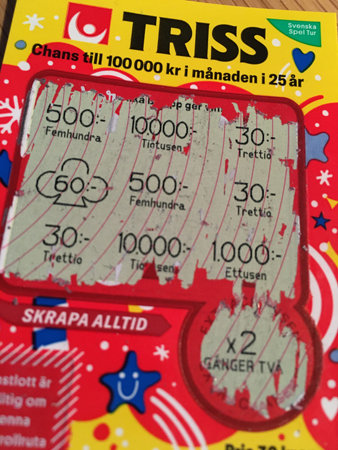 TRISS
Svenska
Spel Tur
Chans till 100 000 kr i månaden i 25 år
500:- 10000:- 30:-
Femhundra Tiotusen Trettio
60:- 500:- 30:-
Femhundra Trettio
30:- 10000:- 1.000:-
Trettio Ettusen
SKRAPA ALLTID
x2
GÅNGER TVÅ